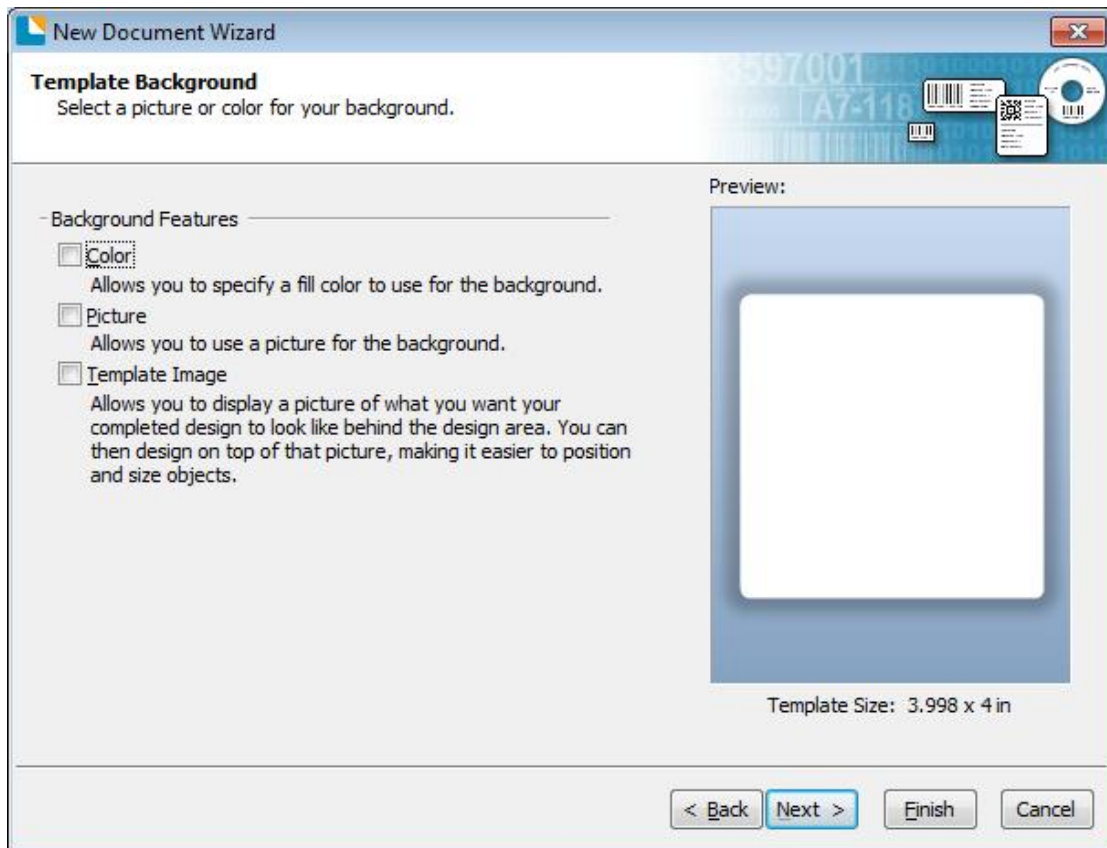 New Document Wizard
Template Background
Select a picture or color for your background.
3597001
A7-118
Preview:
Background Features
Color
Allows you to specify a fill color to use for the background.
Picture
Allows you to use a picture for the background.
Template Image
Allows you to display a picture of what you want your
completed design to look like behind the design area. You can
then design on top of that picture, making it easier to position
and size objects.
Template Size: 3.998 x 4 in
< Back
Next >
Finish
Cancel